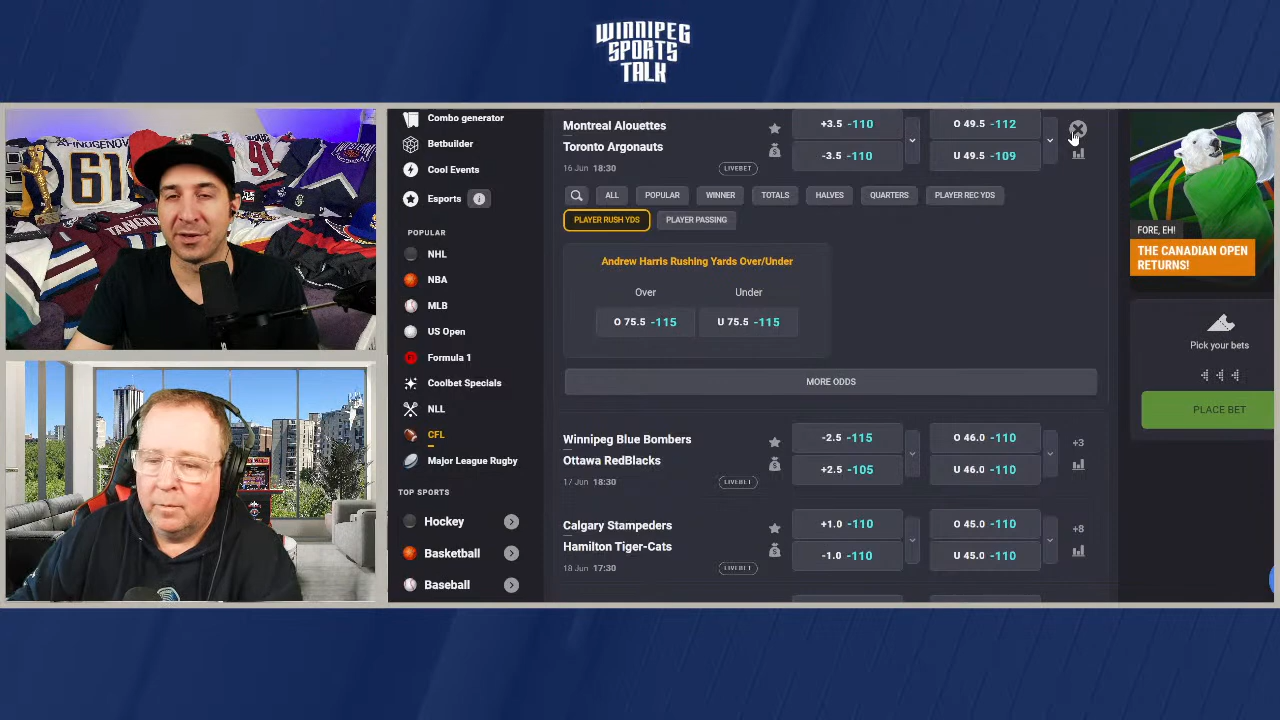 WINNIPEG
SPORTS
TALK
AFINOGENOV
61
91
TANGU
Combo generator
Betbuilder
Cool Events
Esports
POPULAR
NHL
NBA
MLB
US Open
Formula 1
Coolbet Specials
NLL
CFL
Major League Rugby
TOP SPORTS
Hockey
Basketball
Baseball
Montreal Alouettes
Toronto Argonauts
16 Jun 18:30
LIVEBET
+3.5 -110
-3.5 -110
O 49.5 -112
U 49.5 -109
ALL
POPULAR
WINNER
TOTALS
HALVES
QUARTERS
PLAYER REC YDS
PLAYER RUSH YDS
PLAYER PASSING
Andrew Harris Rushing Yards Over/Under
Over
Under
O 75.5 -115
U 75.5 -115
MORE ODDS
Winnipeg Blue Bombers
Ottawa RedBlacks
17 Jun 18:30
LIVEBET
-2.5 -115
+2.5 -105
O 46.0 -110
U 46.0 -110
+3
Calgary Stampeders
Hamilton Tiger-Cats
18 Jun 17:30
LIVEBET
+1.0 -110
-1.0 -110
O 45.0 -110
U 45.0 -110
+8
FORE, EH!
THE CANADIAN OPEN
RETURNS!
Pick your bets
PLACE BET